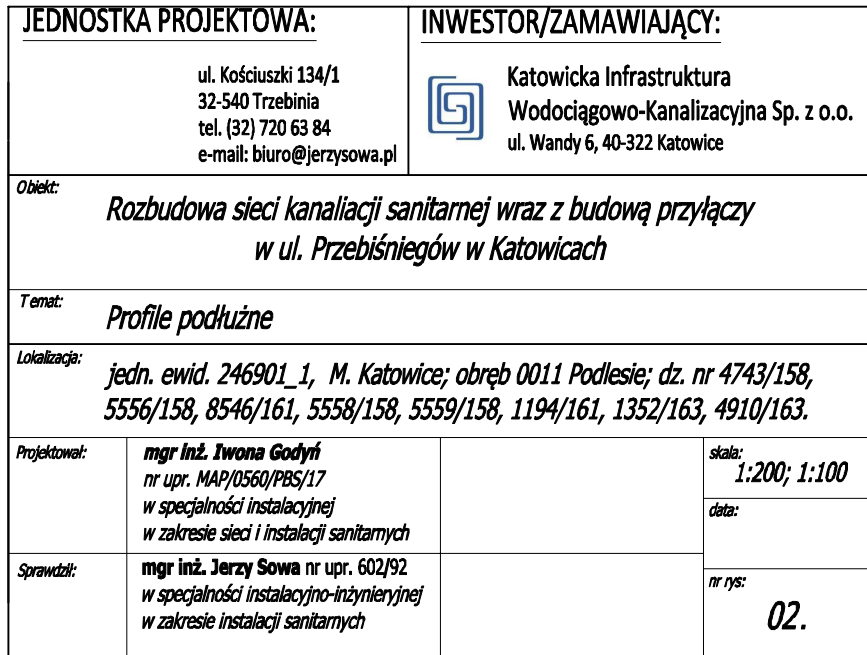 JEDNOSTKA PROJEKTOWA:
ul. Kościuszki 134/1
32-540 Trzebinia
tel. (32) 720 63 84
e-mail: biuro@jerzysowa.pl
INWESTOR/ZAMAWIAJĄCY:
Katowicka Infrastruktura
Wodociągowo-Kanalizacyjna Sp. z o.o.
ul. Wandy 6, 40-322 Katowice
Obiekt:
Rozbudowa sieci kanaliacji sanitarnej wraz z budową przyłączy
w ul. Przebiśniegów w Katowicach
Temat:
Profile podłużne
Lokalizacja:
jedn. ewid. 246901_1, M. Katowice; obręb 0011 Podlesie; dz. nr 4743/158,
5556/158, 8546/161, 5558/158, 5559/158, 1194/161, 1352/163, 4910/163.
Projektował:
mgr inż. Iwona Godyń
nr upr. MAP/0560/PBS/17
w specjalności instalacyjnej
w zakresie sieci i instalacji sanitarnych
skala:
1:200; 1:100
data:
Sprawdził:
mgr inż. Jerzy Sowa nr upr. 602/92
w specjalności instalacyjno-inżynieryjnej
w zakresie instalacji sanitarnych
nr rys:
02.